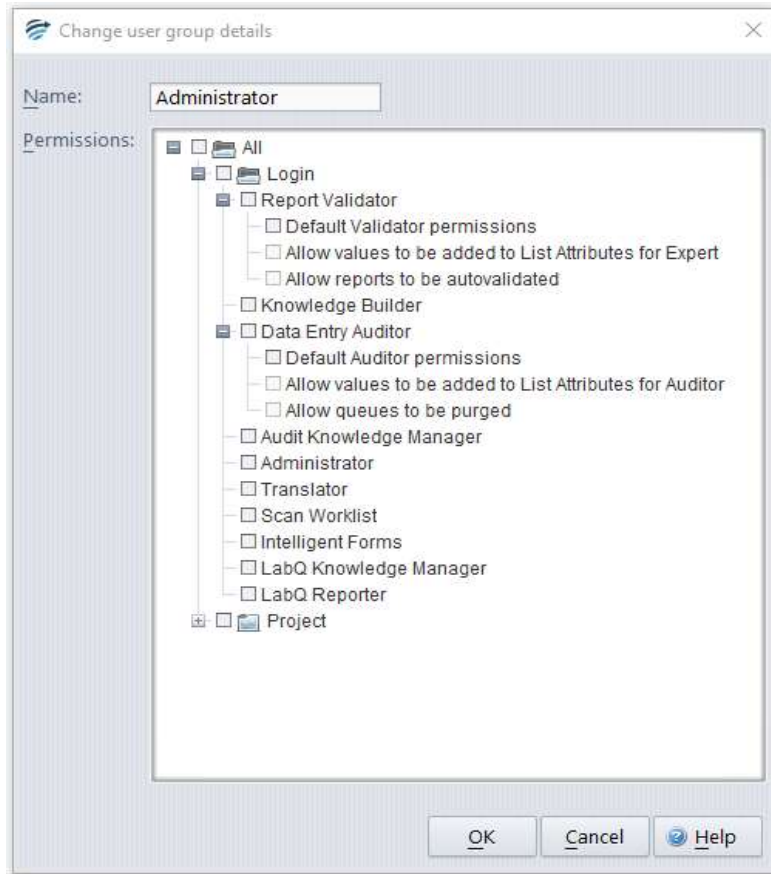 Change user group details
Name: Administrator
Permissions:
All
Login
Report Validator
Default Validator permissions
Allow values to be added to List Attributes for Expert
Allow reports to be autovalidated
Knowledge Builder
Data Entry Auditor
Default Auditor permissions
Allow values to be added to List Attributes for Auditor
Allow queues to be purged
Audit Knowledge Manager
Administrator
Translator
Scan Worklist
Intelligent Forms
LabQ Knowledge Manager
LabQ Reporter
Project
OK Cancel Help